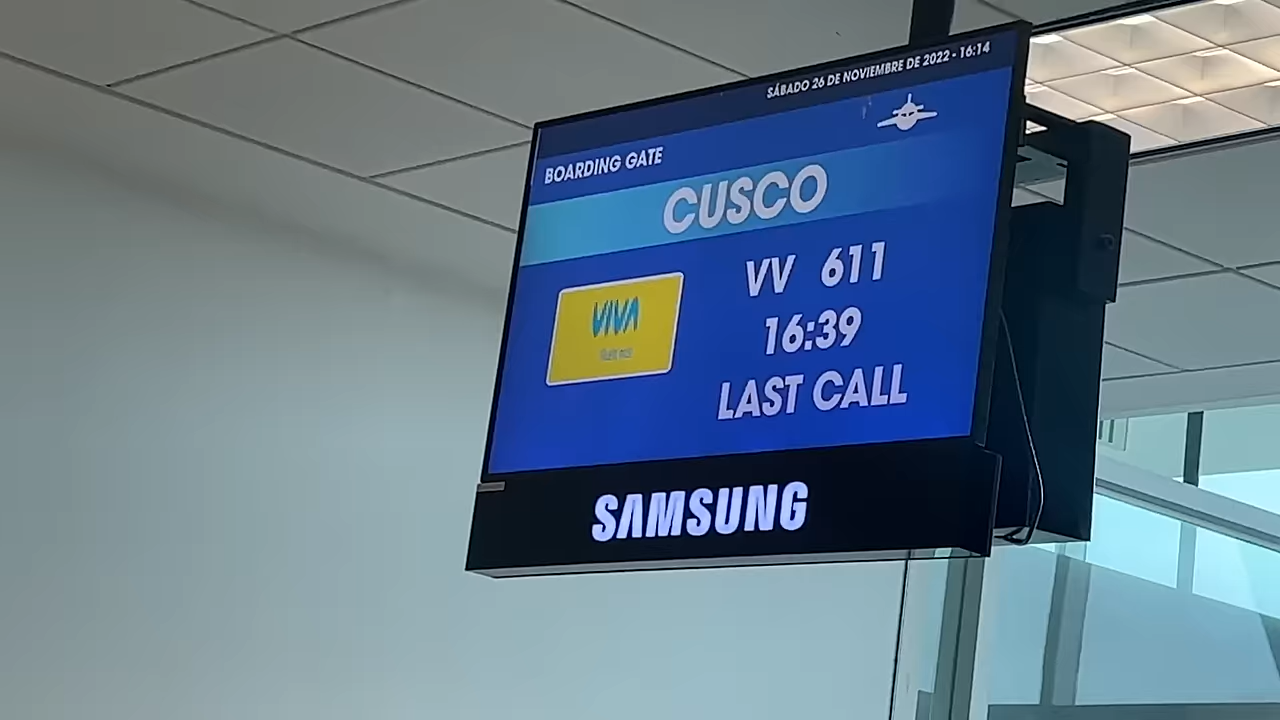 SÁBADO 26 DE NOVIEMBRE DE 2022 - 16:14
BOARDING GATE
CUSCO
VV 611
VIVA
16:39
LAST CALL
SAMSUNG